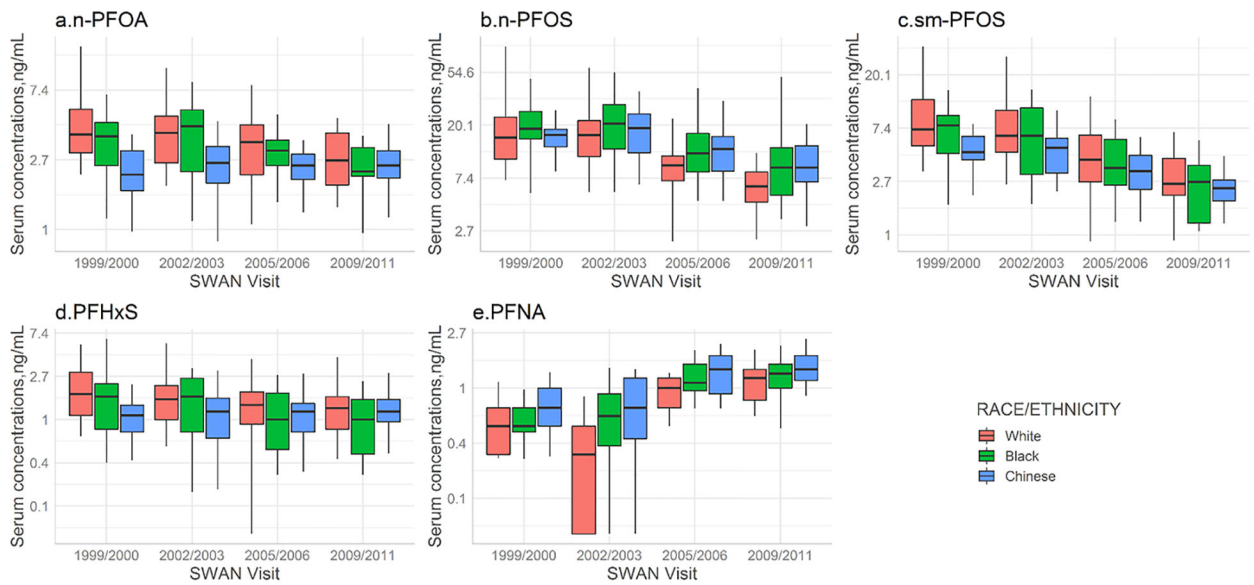 a.n-PFOA
Serum concentrations,ng/mL
7.4
2.7
1
1999/2000 2002/2003 2005/2006 2009/2011
SWAN Visit
b.n-PFOS
Serum concentrations,ng/mL
54.6
20.1
7.4
2.7
1999/2000 2002/2003 2005/2006 2009/2011
SWAN Visit
c.sm-PFOS
Serum concentrations,ng/mL
20.1
7.4
2.7
1
1999/2000 2002/2003 2005/2006 2009/2011
SWAN Visit
d.PFHxS
Serum concentrations,ng/mL
7.4
2.7
1
0.4
0.1
1999/2000 2002/2003 2005/2006 2009/2011
SWAN Visit
e.PFNA
Serum concentrations,ng/mL
2.7
1
0.4
0.1
1999/2000 2002/2003 2005/2006 2009/2011
SWAN Visit
RACE/ETHNICITY
White
Black
Chinese